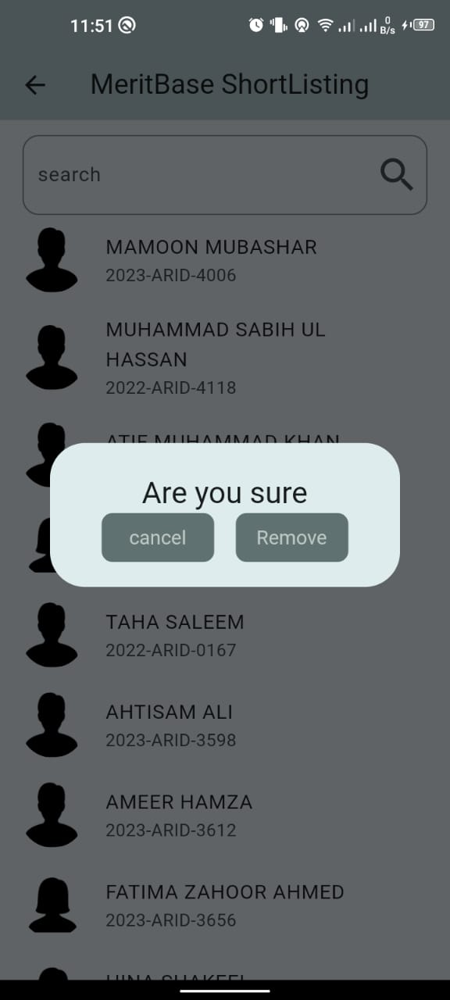 11:51
0
B/s
97
MeritBase ShortListing
search
MAMOON MUBASHAR
2023-ARID-4006
MUHAMMAD SABIH UL
HASSAN
2022-ARID-4118
ATIF MUHAMMAD KHAN
Are you sure
cancel Remove
TAHA SALEEM
2022-ARID-0167
AHTISAM ALI
2023-ARID-3598
AMEER HAMZA
2023-ARID-3612
FATIMA ZAHOOR AHMED
2023-ARID-3656
HINA SHAKEEL